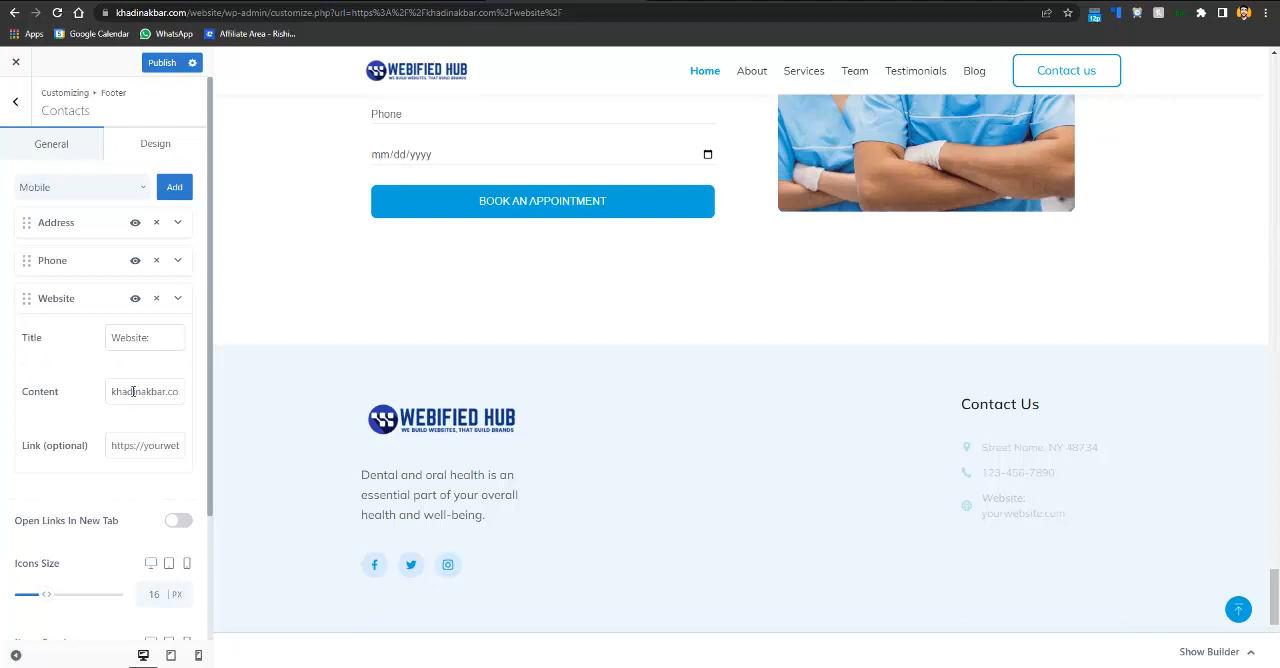 khadinakbar.com/website/wp-admin/customize.php?url=https%3A%2F%2Fkhadinakbar.com%2Fwebsite%2F
12p
Apps
Google Calendar
WhatsApp
Affiliate Area - Rishi...
Publish
Customizing ▸ Footer
Contacts
General
Design
Mobile
Add
Address
Phone
Website
Title
Website:
Content
khadinakbar.co
Link (optional)
https://yourwet
Open Links In New Tab
Icons Size
16
PX
WEBIFIED HUB
WE BUILD WEBSITES, THAT BUILD BRANDS
Home
About
Services
Team
Testimonials
Blog
Contact us
Phone
mm/dd/yyyy
BOOK AN APPOINTMENT
WEBIFIED HUB
WE BUILD WEBSITES, THAT BUILD BRANDS
Dental and oral health is an
essential part of your overall
health and well-being.
Contact Us
Street Name, NY 48734
123-456-7890
Website:
yourwebsite.com
Show Builder